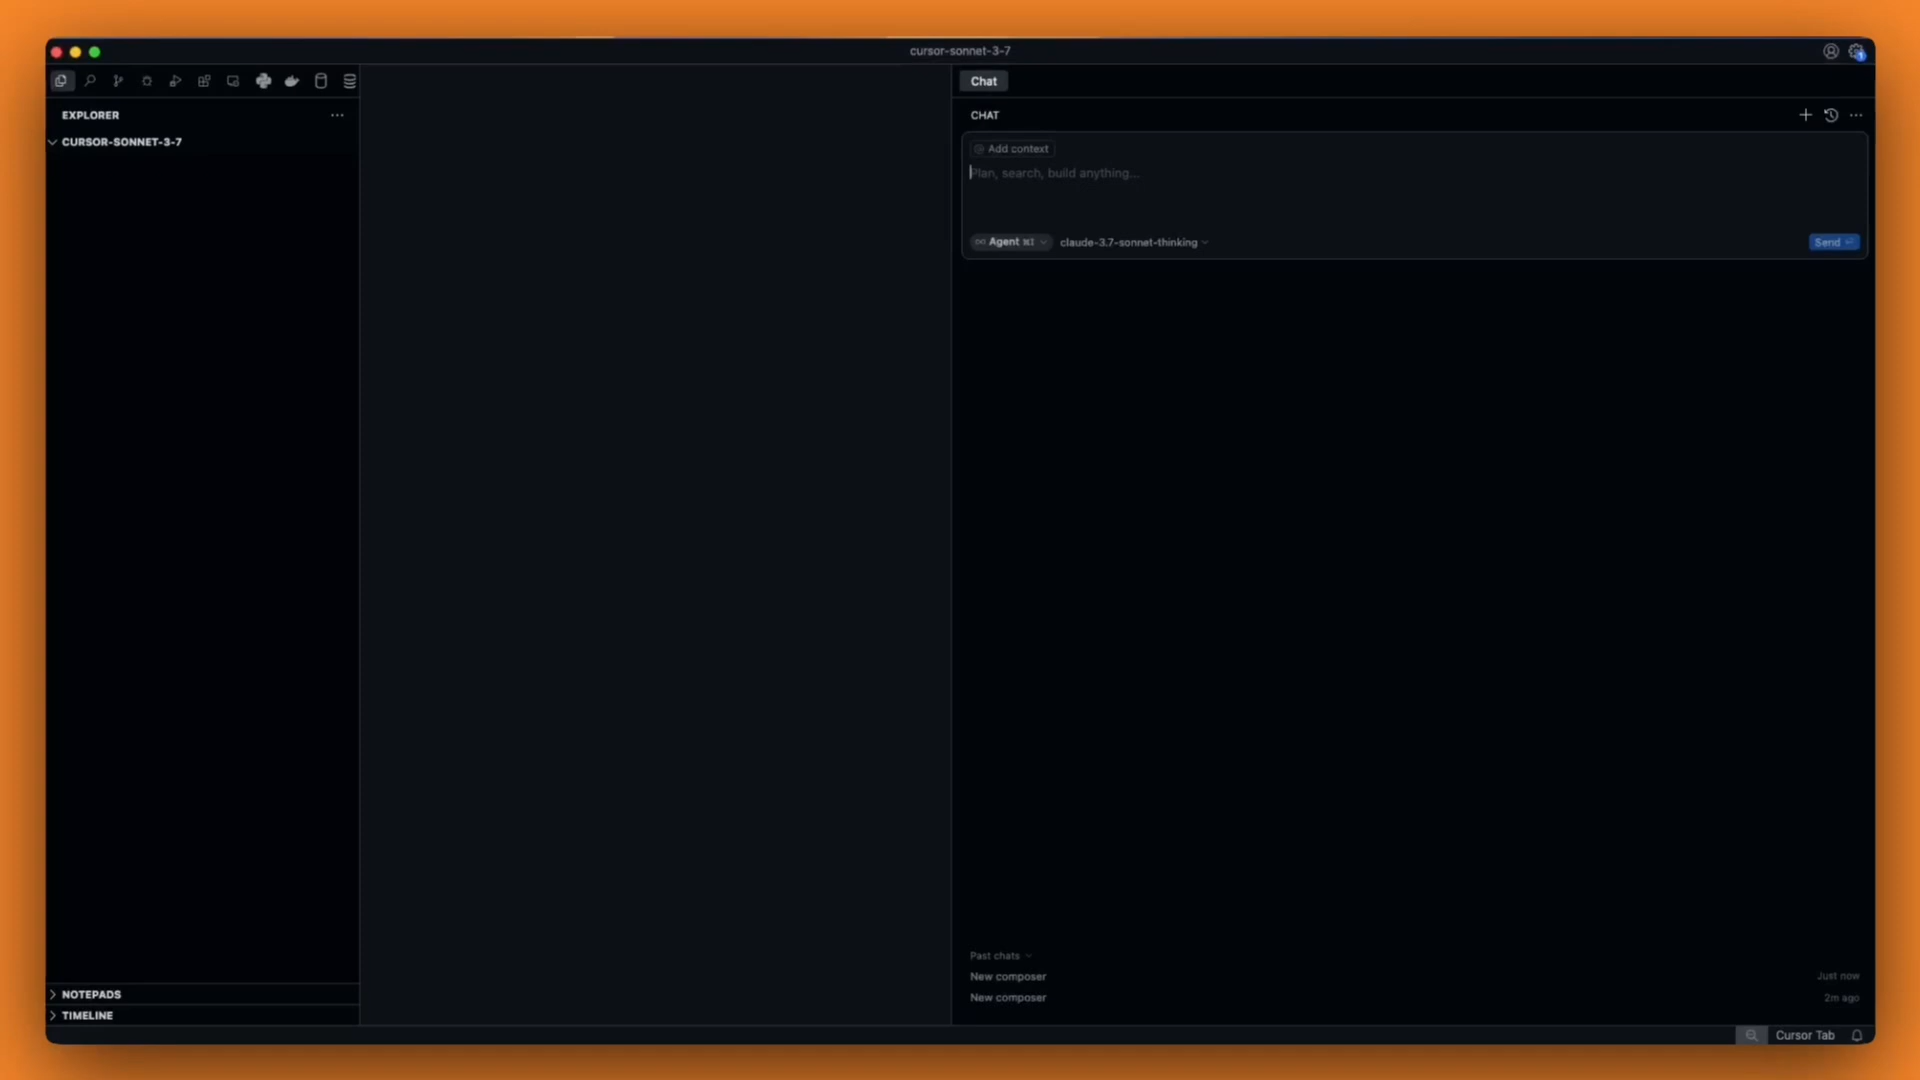 cursor-sonnet-3-7
EXPLORER
CURSOR-SONNET-3-7
NOTEPADS
TIMELINE
Chat
CHAT
Add context
Plan, search, build anything...
Agent ⌘I
claude-3.7-sonnet-thinking
Send
Past chats
New composer
Just now
New composer
2m ago
Cursor Tab